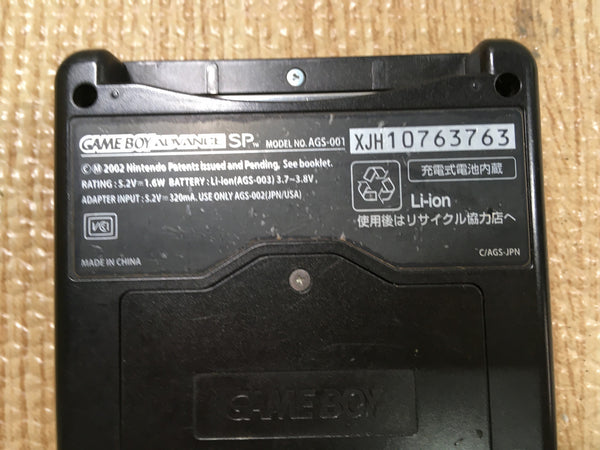 GAME BOY ADVANCE SP™ MODEL NO. AGS-001 XJH10763763
©Ⓜ 2002 Nintendo Patents Issued and Pending. See booklet.
RATING : 5.2V⎓1.6W BATTERY : Li-ion(AGS-003) 3.7~3.8V ,
ADAPTER INPUT : 5.2V⎓320mA. USE ONLY AGS-002(JPN/USA)
充電式電池内蔵
Li-ion
使用後はリサイクル協力店へ
VCI
MADE IN CHINA
C/AGS-JPN
GAME BOY